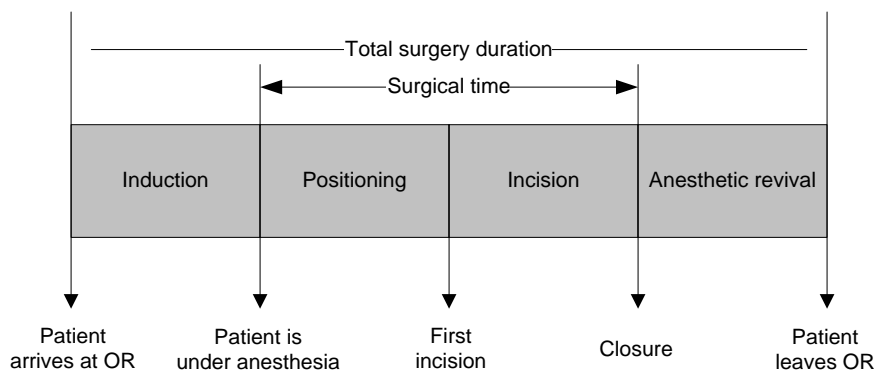 Total surgery duration
Surgical time
Induction
Positioning
Incision
Anesthetic revival
Patient
arrives at OR
Patient is
under anesthesia
First
incision
Closure
Patient
leaves OR